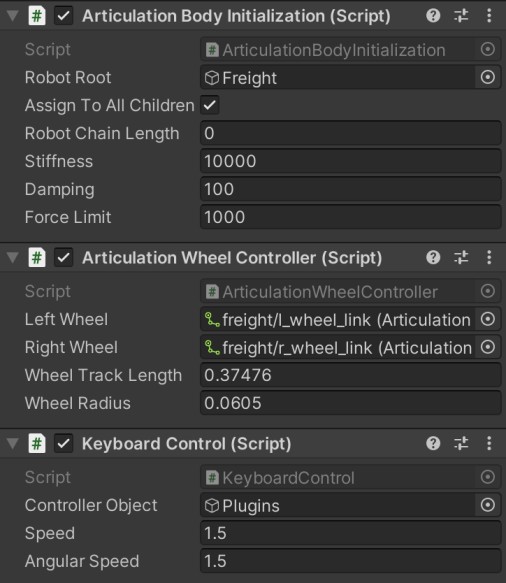 # Articulation Body Initialization (Script)
Script # ArticulationBodyInitialization
Robot Root Freight
Assign To All Children
Robot Chain Length 0
Stiffness 10000
Damping 100
Force Limit 1000
# Articulation Wheel Controller (Script)
Script # ArticulationWheelController
Left Wheel freight/l_wheel_link (Articulation
Right Wheel freight/r_wheel_link (Articulation
Wheel Track Length 0.37476
Wheel Radius 0.0605
# Keyboard Control (Script)
Script # KeyboardControl
Controller Object Plugins
Speed 1.5
Angular Speed 1.5